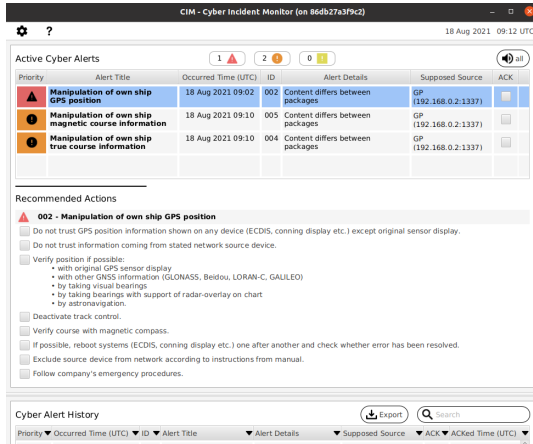 CIM - Cyber Incident Monitor (on 86db27a3f9c2)
?
18 Aug 2021 09:12 UTC
Active Cyber Alerts 1 2 0 all
Priority Alert Title Occurred Time (UTC) ID Alert Details Supposed Source ACK
Manipulation of own ship 18 Aug 2021 09:02 002 Content differs between GP
GPS position packages (192.168.0.2:1337)
Manipulation of own ship 18 Aug 2021 09:10 005 Content differs between GP
magnetic course information packages (192.168.0.2:1337)
Manipulation of own ship 18 Aug 2021 09:10 004 Content differs between GP
true course information packages (192.168.0.2:1337)
Recommended Actions
002 - Manipulation of own ship GPS position
Do not trust GPS position information shown on any device (ECDIS, conning display etc.) except original sensor display.
Do not trust information coming from stated network source device.
Verify position if possible:
• with original GPS sensor display
• with other GNSS information (GLONASS, Beidou, LORAN-C, GALILEO)
• by taking visual bearings
• by taking bearings with support of radar-overlay on chart
• by astronavigation.
Deactivate track control.
Verify course with magnetic compass.
If possible, reboot systems (ECDIS, conning display etc.) one after another and check whether error has been resolved.
Exclude source device from network according to instructions from manual.
Follow company's emergency procedures.
Cyber Alert History Export Search
Priority Occurred Time (UTC) ID Alert Title Alert Details Supposed Source ACK ACKed Time (UTC)